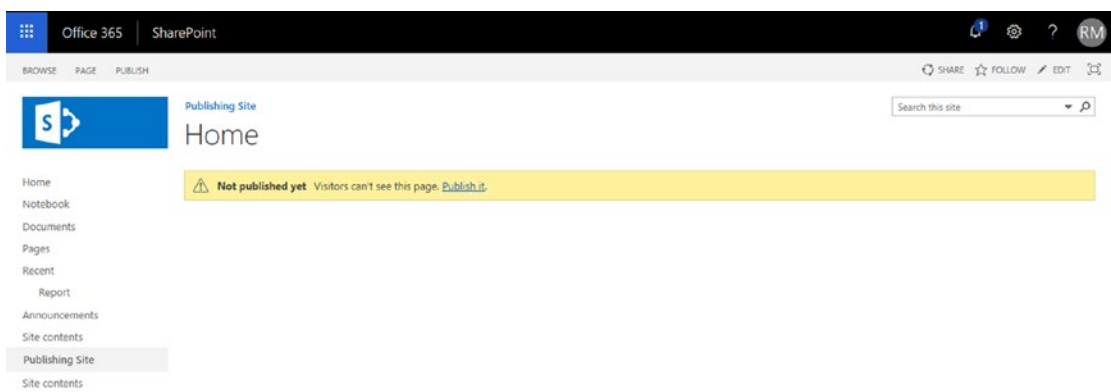 Office 365 SharePoint 1 ? RM
BROWSE PAGE PUBLISH SHARE FOLLOW EDIT
S
Publishing Site
Search this site
Home
Not published yet Visitors can't see this page. Publish it.
Home
Notebook
Documents
Pages
Recent
Report
Announcements
Site contents
Publishing Site
Site contents